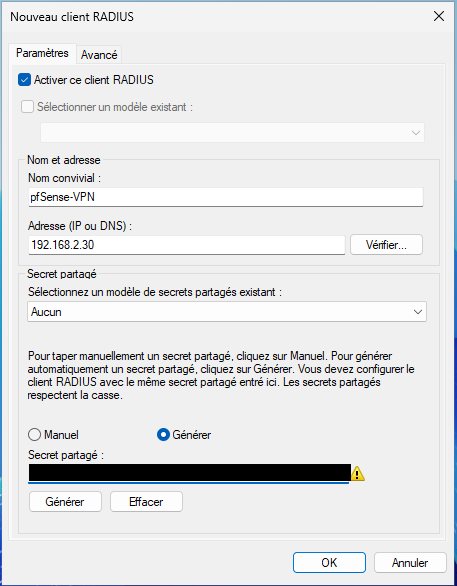 Nouveau client RADIUS
Paramètres Avancé
Activer ce client RADIUS
Sélectionner un modèle existant :
Nom et adresse
Nom convivial :
pfSense-VPN
Adresse (IP ou DNS) :
192.168.2.30 Vérifier...
Secret partagé
Sélectionnez un modèle de secrets partagés existant :
Aucun
Pour taper manuellement un secret partagé, cliquez sur Manuel. Pour générer
automatiquement un secret partagé, cliquez sur Générer. Vous devez configurer le
client RADIUS avec le même secret partagé entré ici. Les secrets partagés
respectent la casse.
Manuel Générer
Secret partagé :
Générer Effacer
OK Annuler